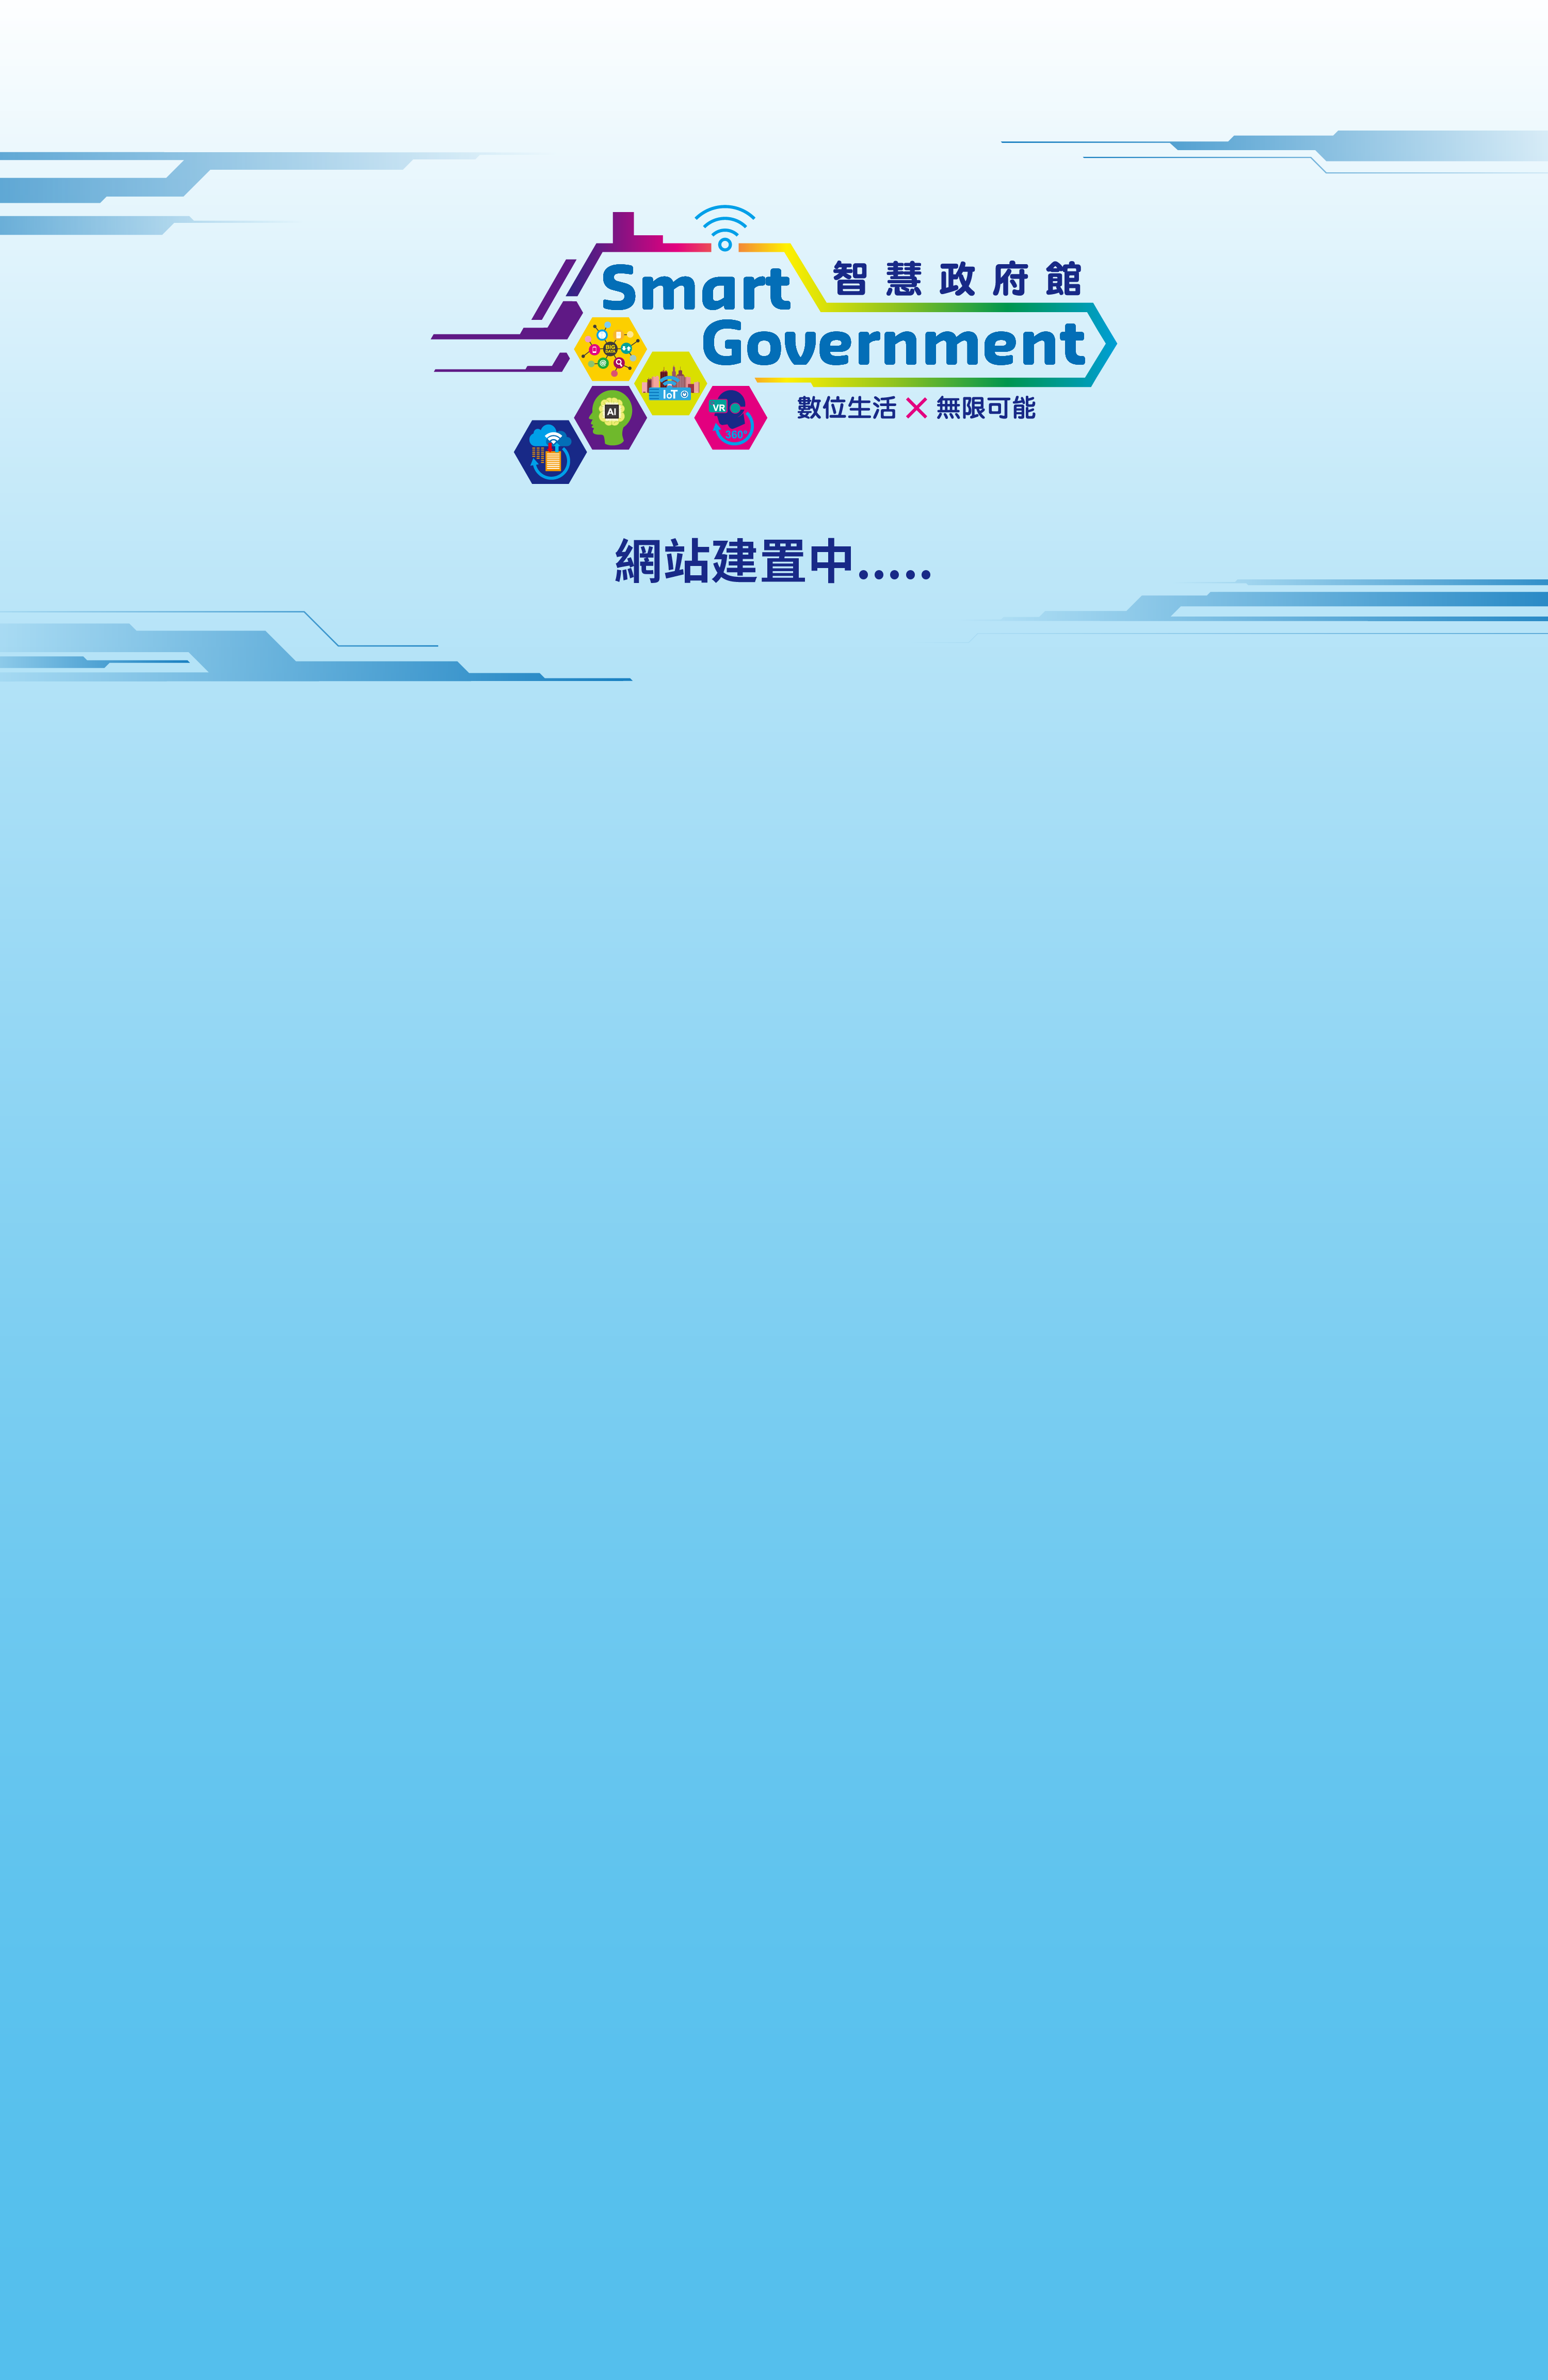 Smart
智慧政府館
Government
BIG
DATA
IoT
AI
VR
360°
數位生活 × 無限可能
網站建置中.....